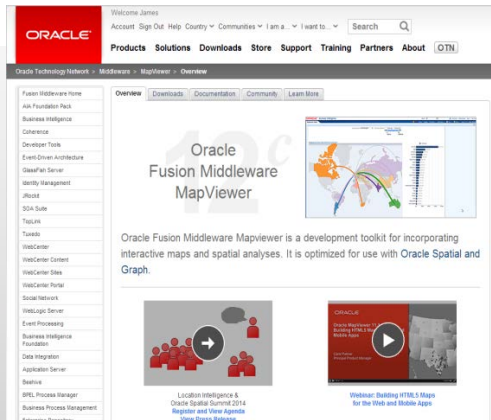 Welcome James
ORACLE
Account Sign Out Help Country Communities I am a... I want to... Search
Products Solutions Downloads Store Support Training Partners About OTN
Oracle Technology Network > Middleware > MapViewer > Overview
Fusion Middleware Home
AIA Foundation Pack
Business Intelligence
Coherence
Developer Tools
Event-Driven Architecture
GlassFish Server
Identity Management
JRockit
SOA Suite
TopLink
Tuxedo
WebCenter
WebCenter Content
WebCenter Sites
WebCenter Portal
Social Network
WebLogic Server
Event Processing
Business Intelligence
Foundation
Data Integration
Application Server
Beehive
BPEL Process Manager
Business Process Management
Overview Downloads Documentation Community Learn More
12c
Oracle
Fusion Middleware
MapViewer
Oracle Fusion Middleware Mapviewer is a development toolkit for incorporating
interactive maps and spatial analyses. It is optimized for use with Oracle Spatial and
Graph.
Location Intelligence &
Oracle Spatial Summit 2014
Register and View Agenda
View Press Release
ORACLE
Webinar: Building HTML5 Maps
for the Web and Mobile Apps